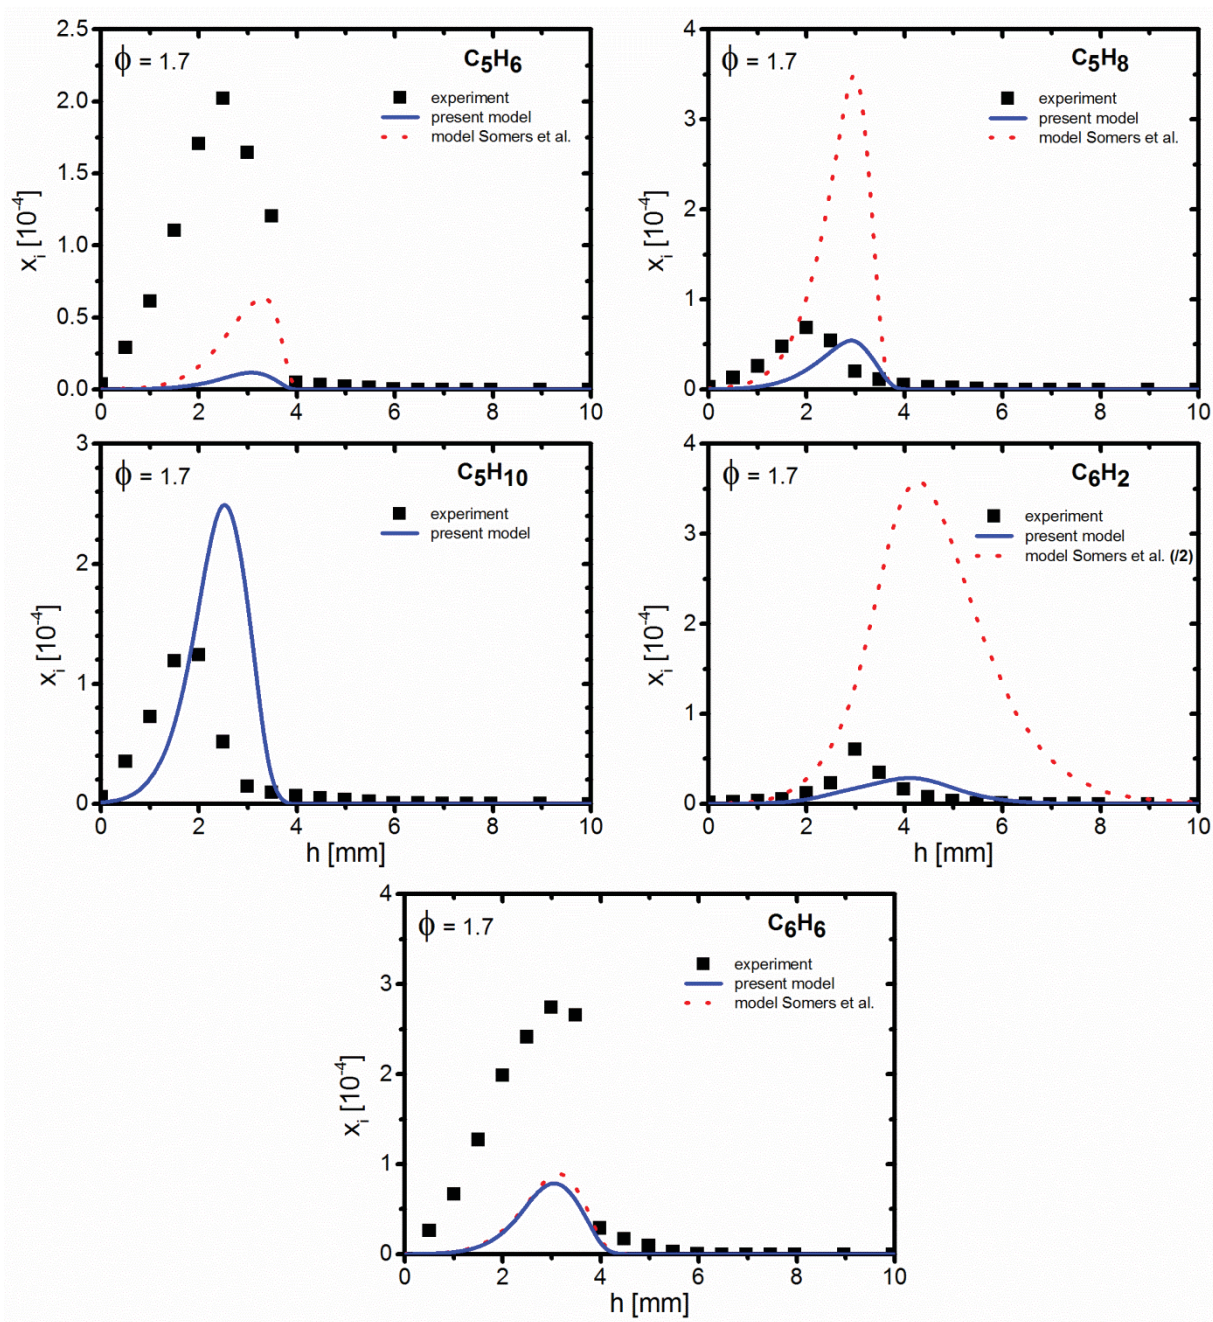 ϕ = 1.7
C₅H₆
experiment
present model
model Somers et al.
xᵢ [10⁻⁴]
2.5
2.0
1.5
1.0
0.5
0.0
0 2 4 6 8 10
ϕ = 1.7
C₅H₈
experiment
present model
model Somers et al.
xᵢ [10⁻⁴]
4
3
2
1
0
0 2 4 6 8 10
ϕ = 1.7
C₅H₁₀
experiment
present model
xᵢ [10⁻⁴]
3
2
1
0
0 2 4 6 8 10
h [mm]
ϕ = 1.7
C₆H₂
experiment
present model
model Somers et al. (/2)
xᵢ [10⁻⁴]
4
3
2
1
0
0 2 4 6 8 10
h [mm]
ϕ = 1.7
C₆H₆
experiment
present model
model Somers et al.
xᵢ [10⁻⁴]
4
3
2
1
0
0 2 4 6 8 10
h [mm]